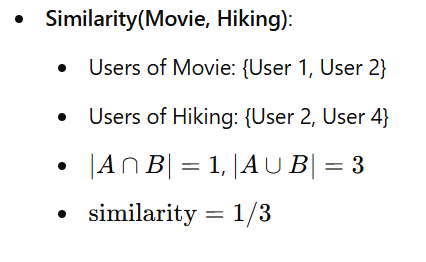 • Similarity(Movie, Hiking):
• Users of Movie: {User 1, User 2}
• Users of Hiking: {User 2, User 4}
• |A ∩ B| = 1, |A ∪ B| = 3
• similarity = 1/3